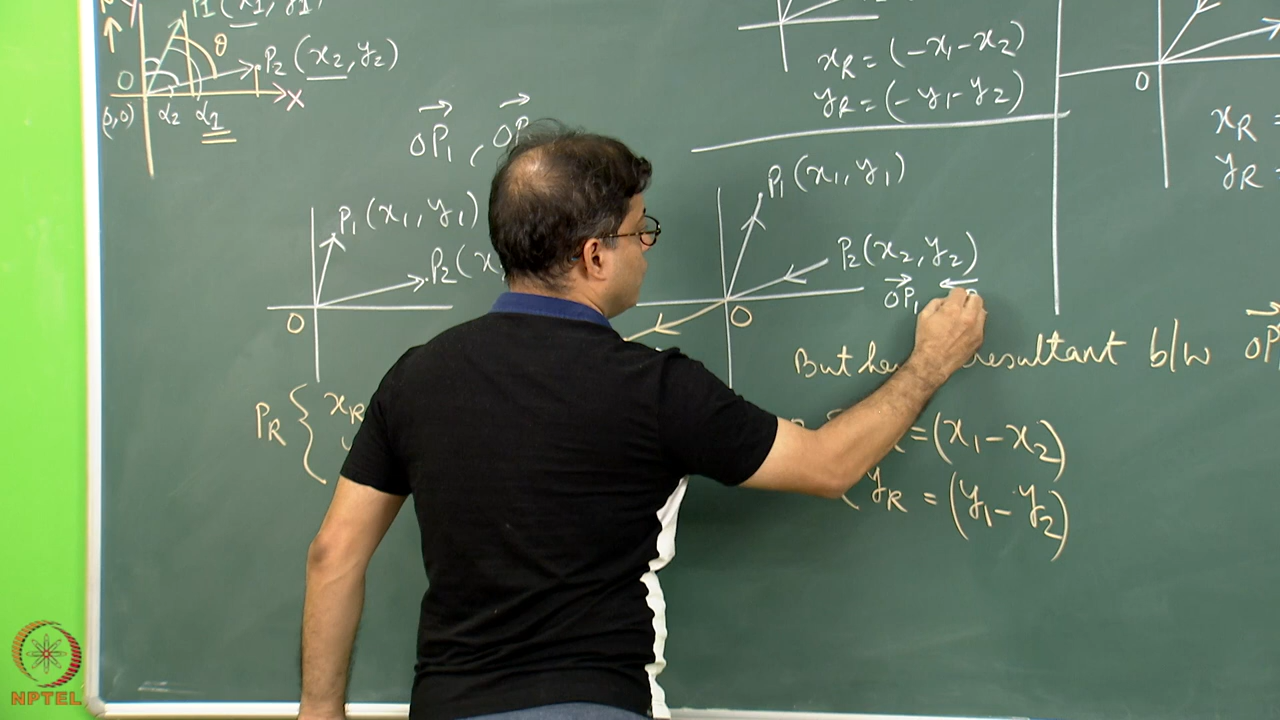 Y
P1(x1, y1)
θ
P2(x2, y2)
O
X
(0,0) α2 α1
OP1,
P1(x1, y1)
P2(
O
PR { xR
xR = (-x1-x2)
yR = (-y1-y2)
P1(x1, y1)
P2(x2, y2)
OP1
O
But resultant b/w
=(x1-x2)
yR = (y1-y2)
O
xR =
yR =
NPTEL